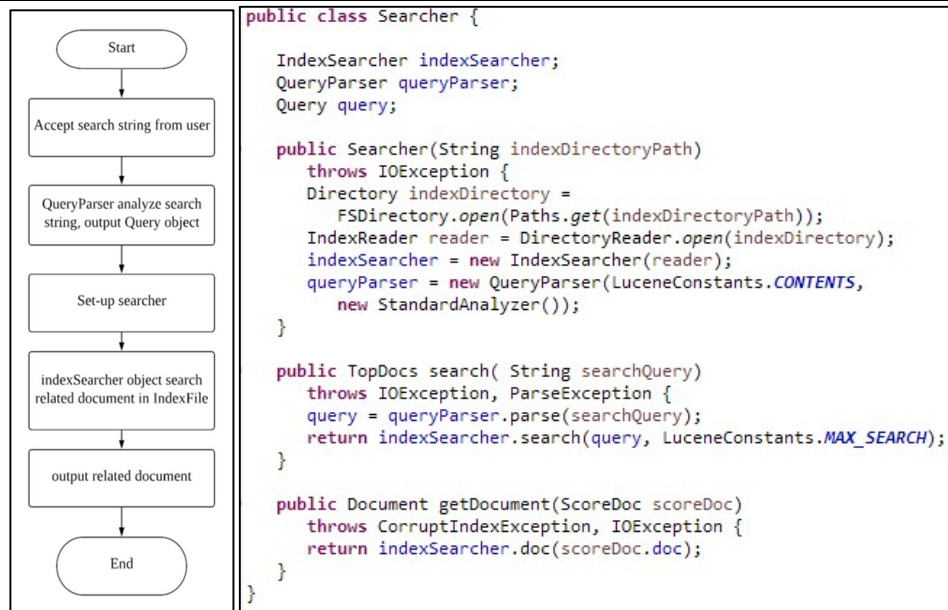 Start
Accept search string from user
QueryParser analyze search
string, output Query object
Set-up searcher
indexSearcher object search
related document in IndexFile
output related document
End
public class Searcher {
IndexSearcher indexSearcher;
QueryParser queryParser;
Query query;
public Searcher(String indexDirectoryPath)
throws IOException {
Directory indexDirectory =
FSDirectory.open(Paths.get(indexDirectoryPath));
IndexReader reader = DirectoryReader.open(indexDirectory);
indexSearcher = new IndexSearcher(reader);
queryParser = new QueryParser(LuceneConstants.CONTENTS,
new StandardAnalyzer());
}
public TopDocs search( String searchQuery)
throws IOException, ParseException {
query = queryParser.parse(searchQuery);
return indexSearcher.search(query, LuceneConstants.MAX_SEARCH);
}
public Document getDocument(ScoreDoc scoreDoc)
throws CorruptIndexException, IOException {
return indexSearcher.doc(scoreDoc.doc);
}
}